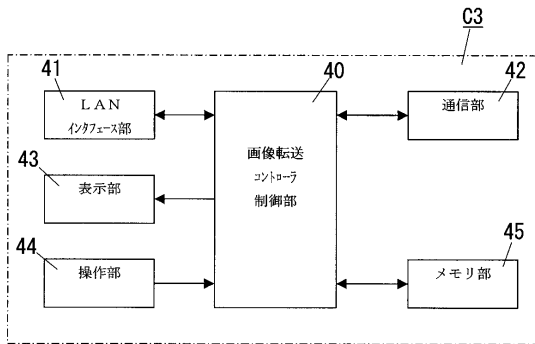 C3
41
40
42
LAN
インタフェース部
画像転送
コントローラ
制御部
通信部
43
表示部
44
操作部
45
メモリ部